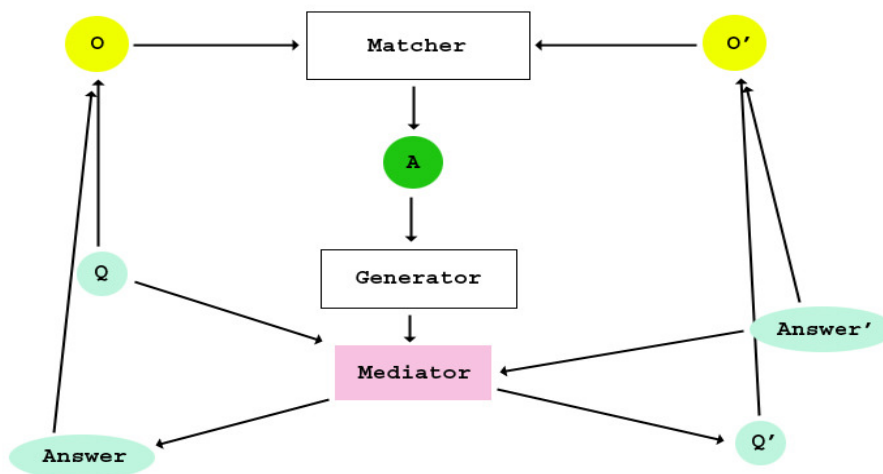 O
Matcher
O’
A
Q
Generator
Answer’
Mediator
Answer
Q’